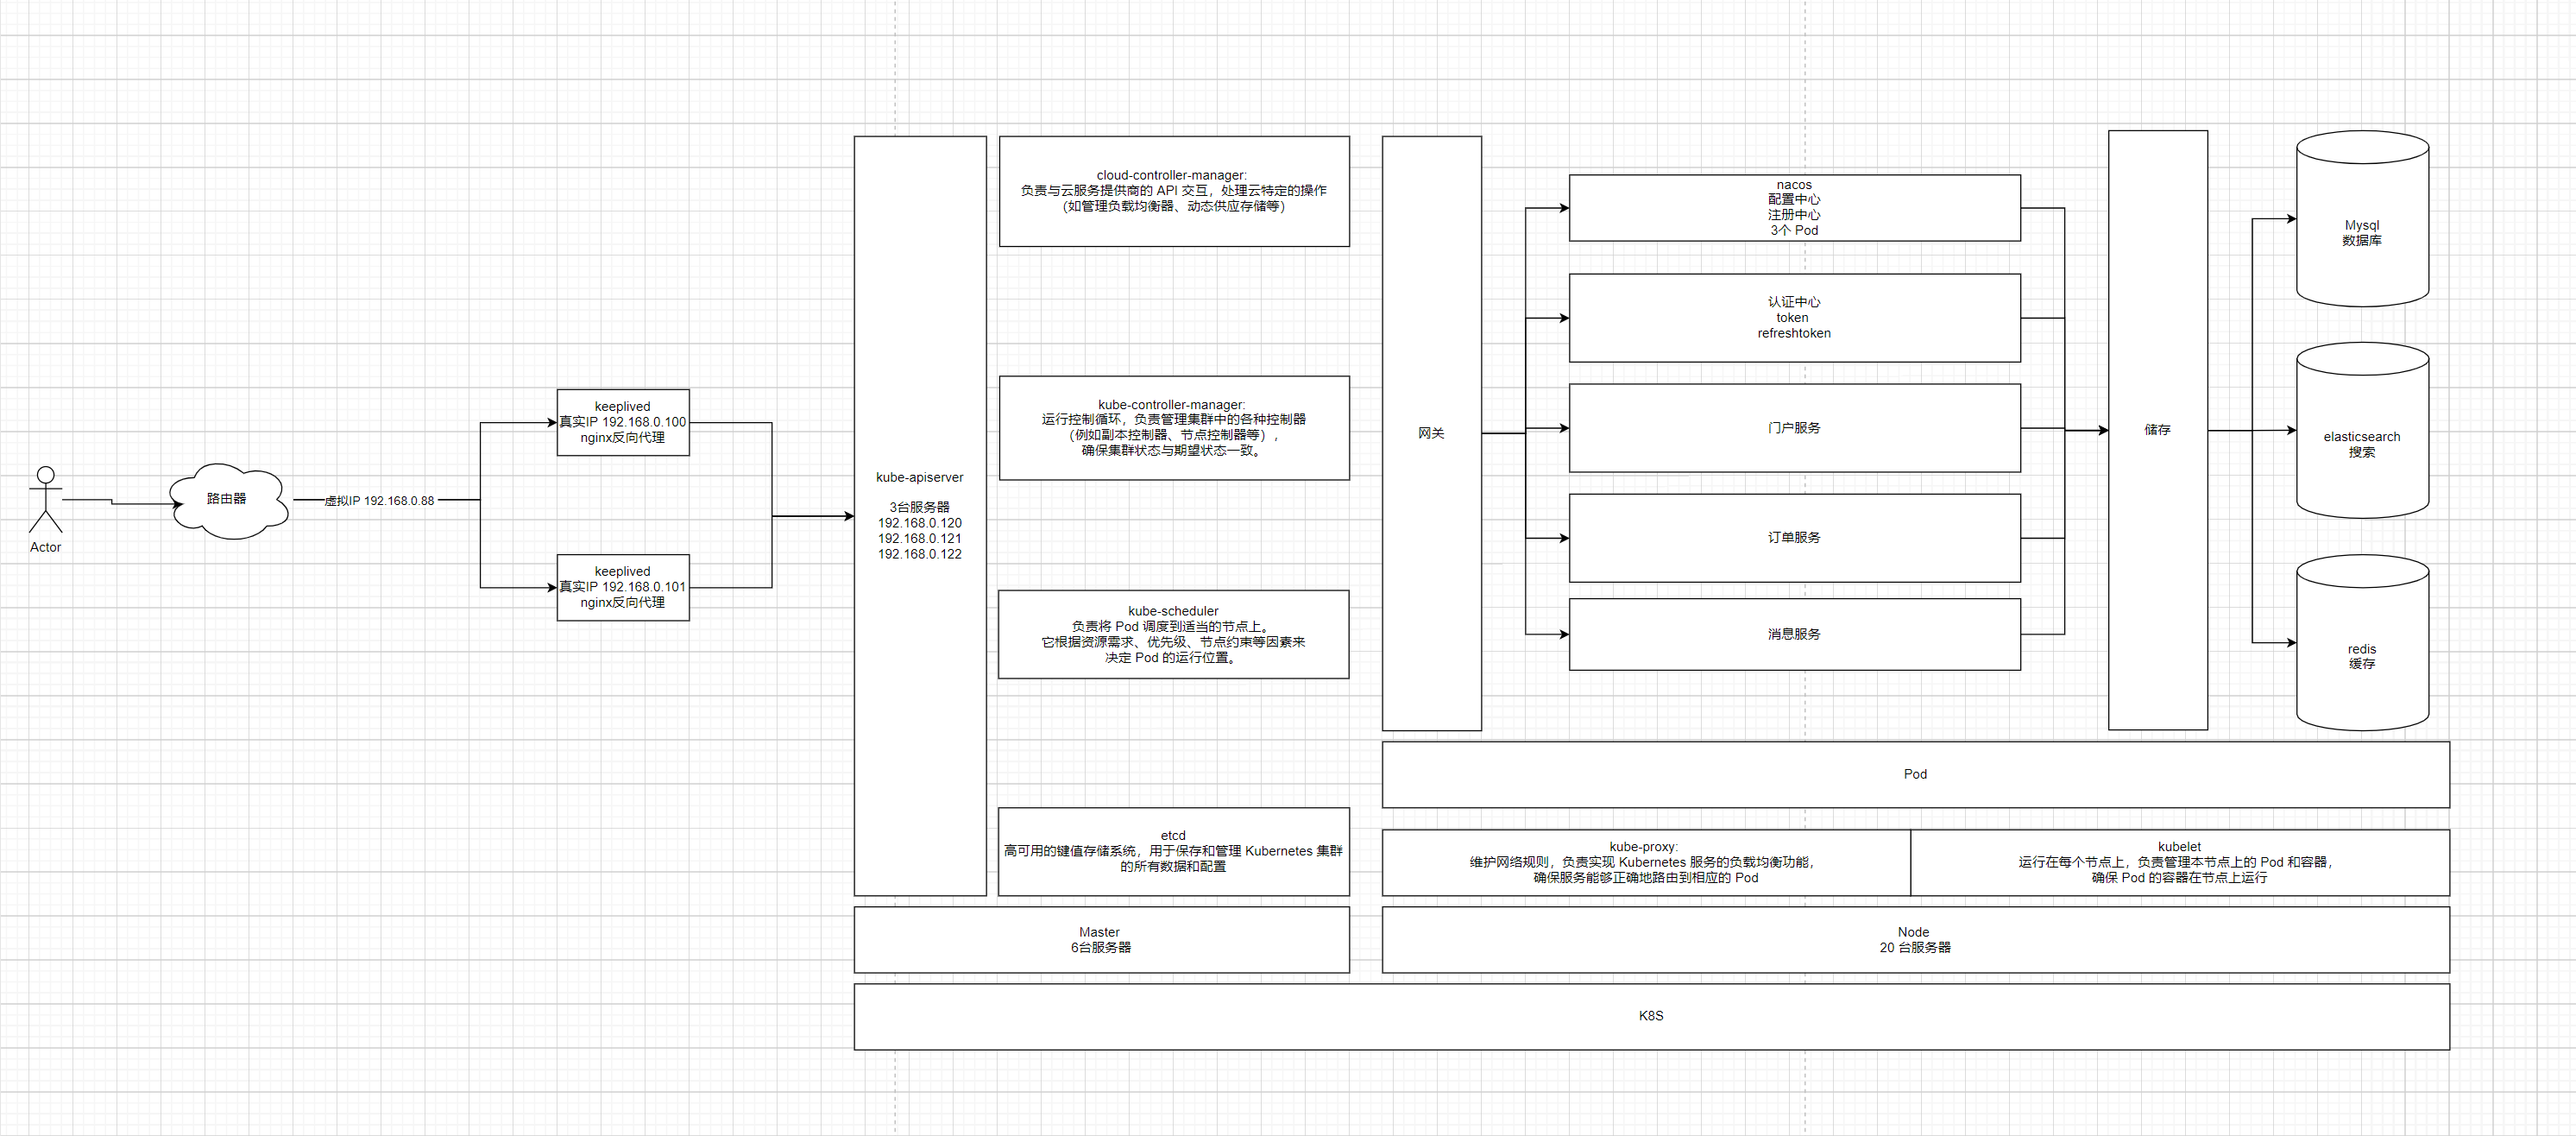 Actor
路由器
虚拟IP 192.168.0.88
keeplived
真实IP 192.168.0.100
nginx反向代理
keeplived
真实IP 192.168.0.101
nginx反向代理
kube-apiserver
3台服务器
192.168.0.120
192.168.0.121
192.168.0.122
cloud-controller-manager:
负责与云服务提供商的 API 交互，处理云特定的操作
（如管理负载均衡器、动态供应存储等）
kube-controller-manager:
运行控制循环，负责管理集群中的各种控制器
（例如副本控制器、节点控制器等），
确保集群状态与期望状态一致。
kube-scheduler
负责将 Pod 调度到适当的节点上。
它根据资源需求、优先级、节点约束等因素来
决定 Pod 的运行位置。
etcd
高可用的键值存储系统，用于保存和管理 Kubernetes 集群
的所有数据和配置
Master
6台服务器
网关
nacos
配置中心
注册中心
3个 Pod
认证中心
token
refreshtoken
门户服务
订单服务
消息服务
储存
Mysql
数据库
elasticsearch
搜索
redis
缓存
Pod
kube-proxy:
维护网络规则，负责实现 Kubernetes 服务的负载均衡功能，
确保服务能够正确地路由到相应的 Pod
kubelet
运行在每个节点上，负责管理本节点上的 Pod 和容器，
确保 Pod 的容器在节点上运行
Node
20 台服务器
K8S